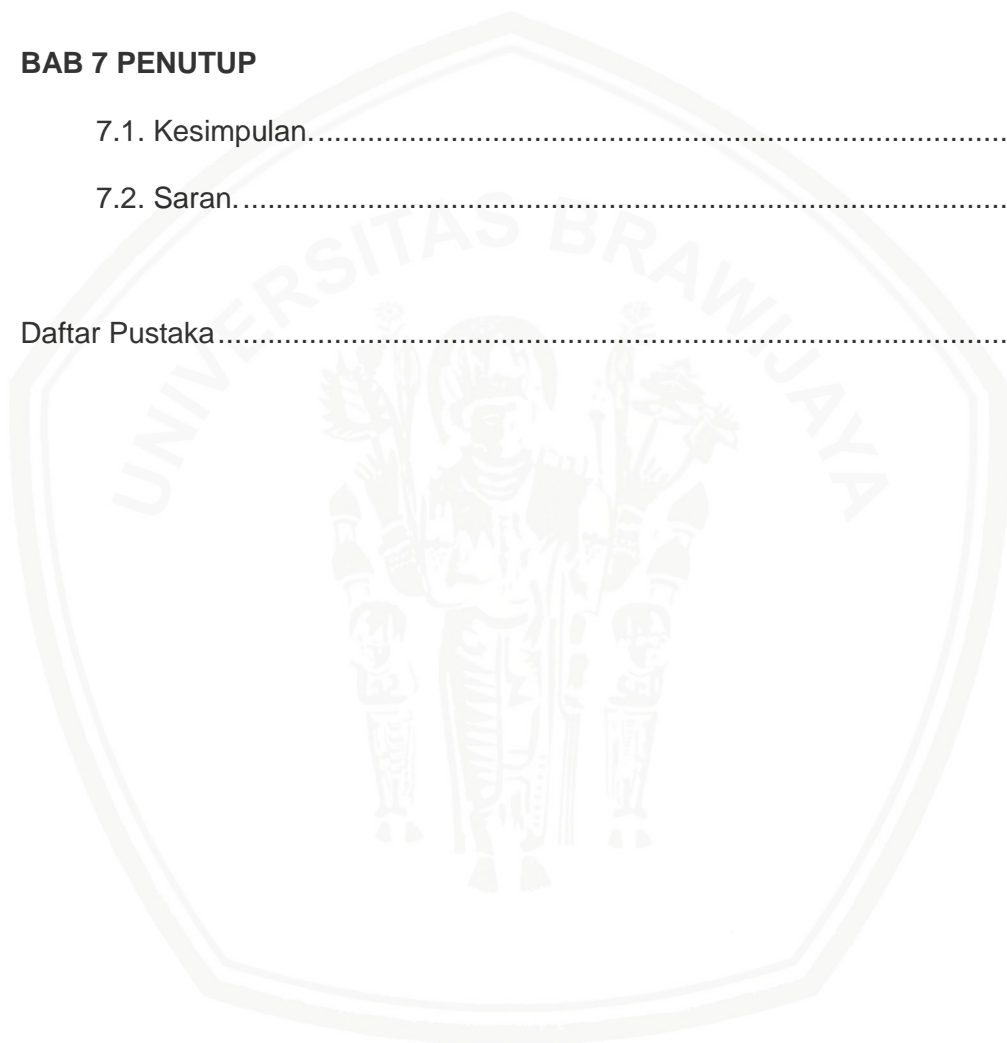 BAB 7 PENUTUP
7.1. Kesimpulan...................................................................................
7.2. Saran. ............................................................................................
UNIVERSITAS BRAWIJAYA
Daftar Pustaka................................................................................................